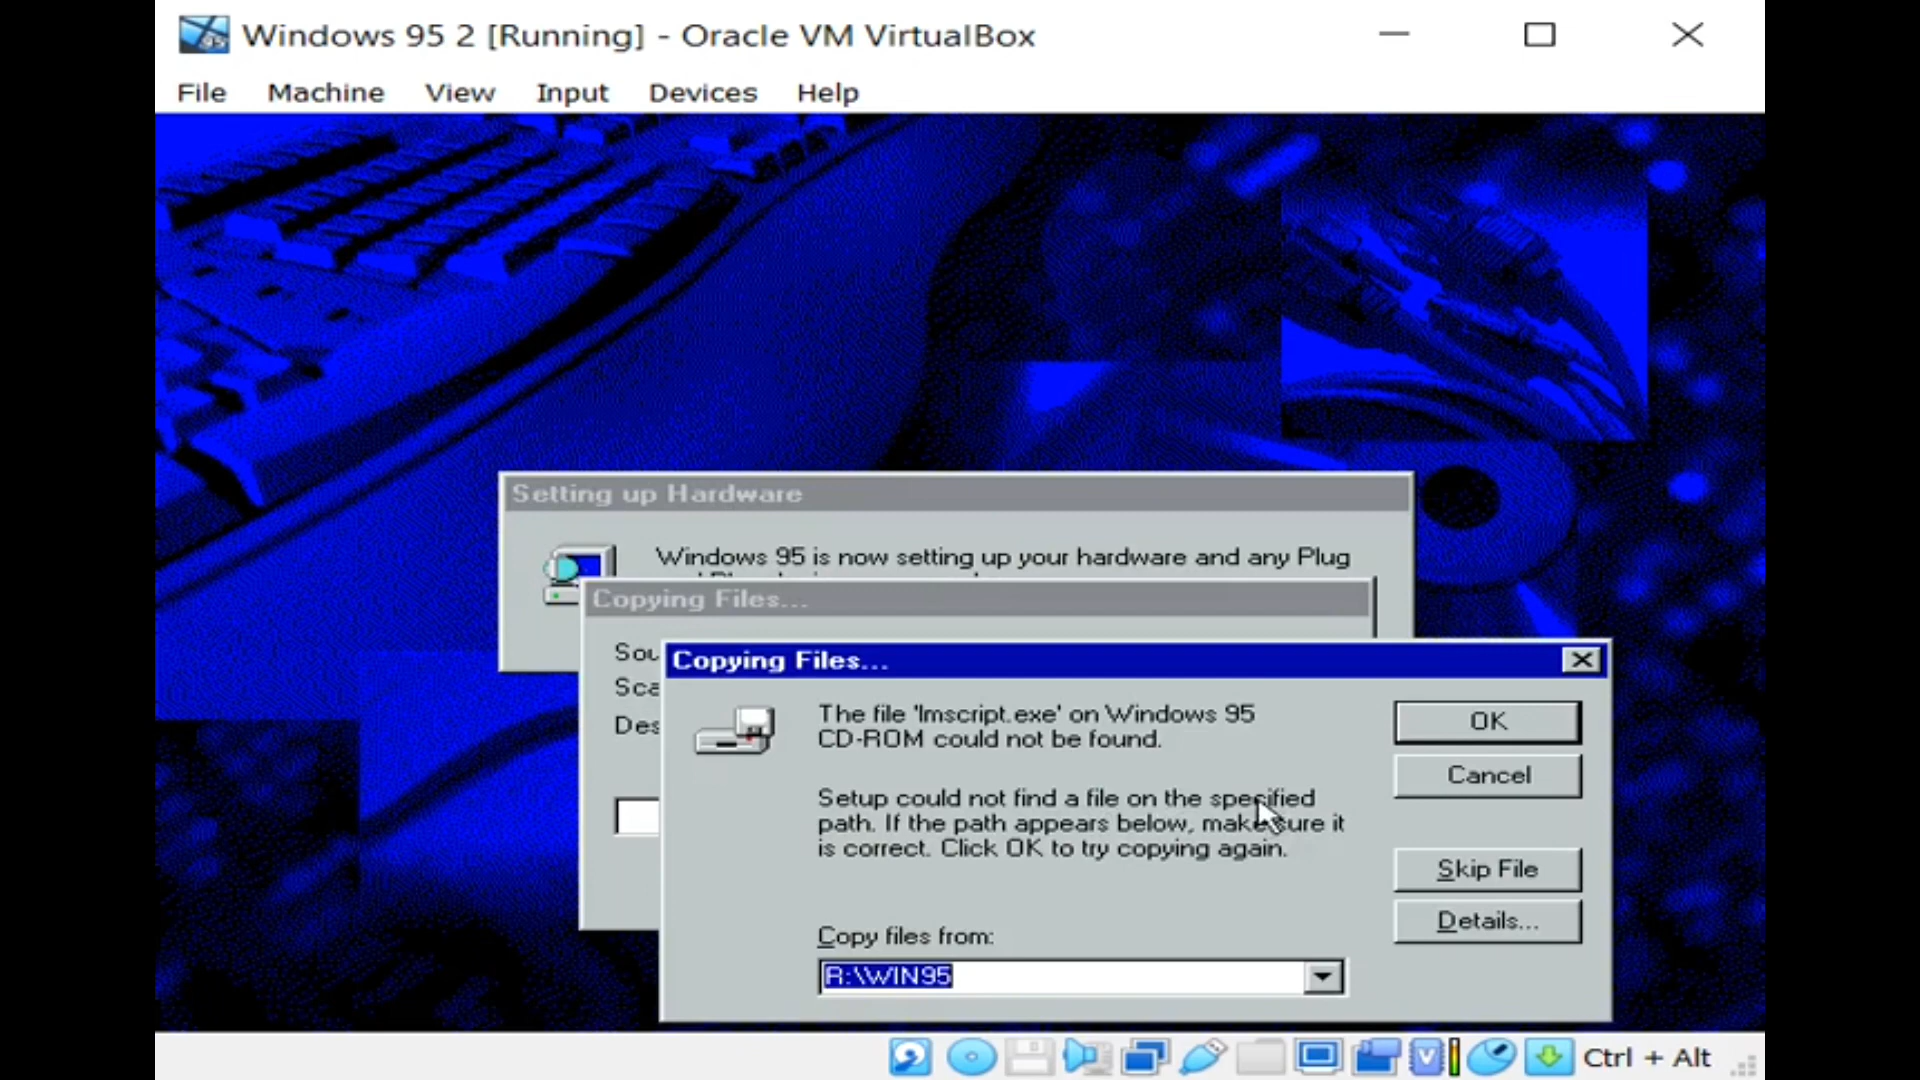 Windows 95 2 [Running] - Oracle VM VirtualBox
File Machine View Input Devices Help
Setting up Hardware
Windows 95 is now setting up your hardware and any Plug
Copying Files...
Sou
Sca
Des
Copying Files...
The file 'lmscript.exe' on Windows 95
CD-ROM could not be found.
Setup could not find a file on the specified
path. If the path appears below, make sure it
is correct. Click OK to try copying again.
Copy files from:
R:\WIN95
OK
Cancel
Skip File
Details...
Ctrl + Alt